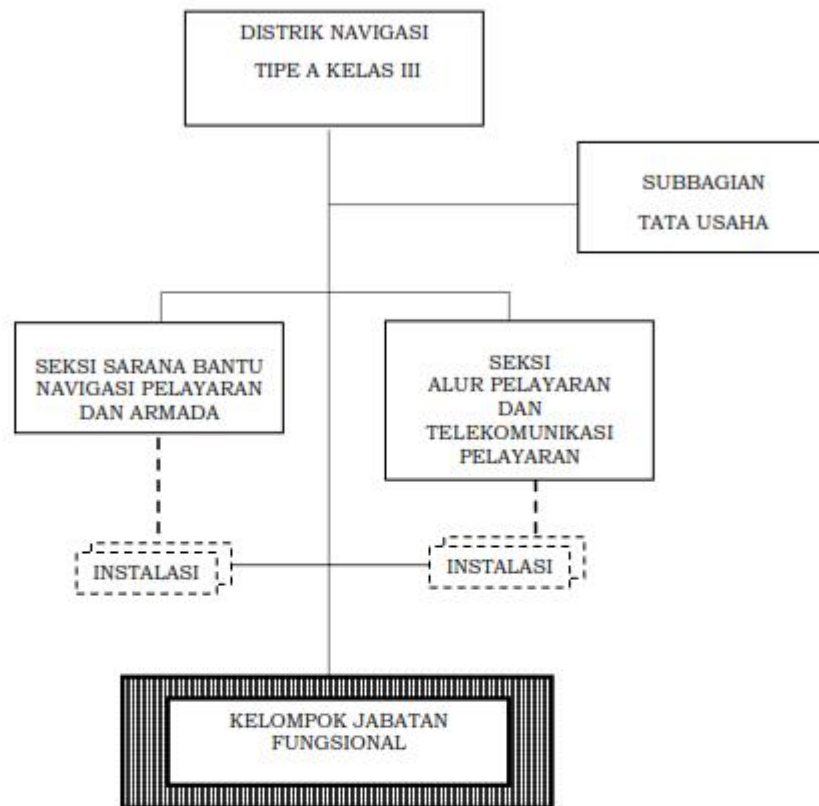 DISTRIK NAVIGASI
TIPE A KELAS III
SUBBAGIAN
TATA USAHA
SEKSI SARANA BANTU
NAVIGASI PELAYARAN
DAN ARMADA
SEKSI
ALUR PELAYARAN
DAN
TELEKOMUNIKASI
PELAYARAN
INSTALASI
INSTALASI
KELOMPOK JABATAN
FUNGSIONAL